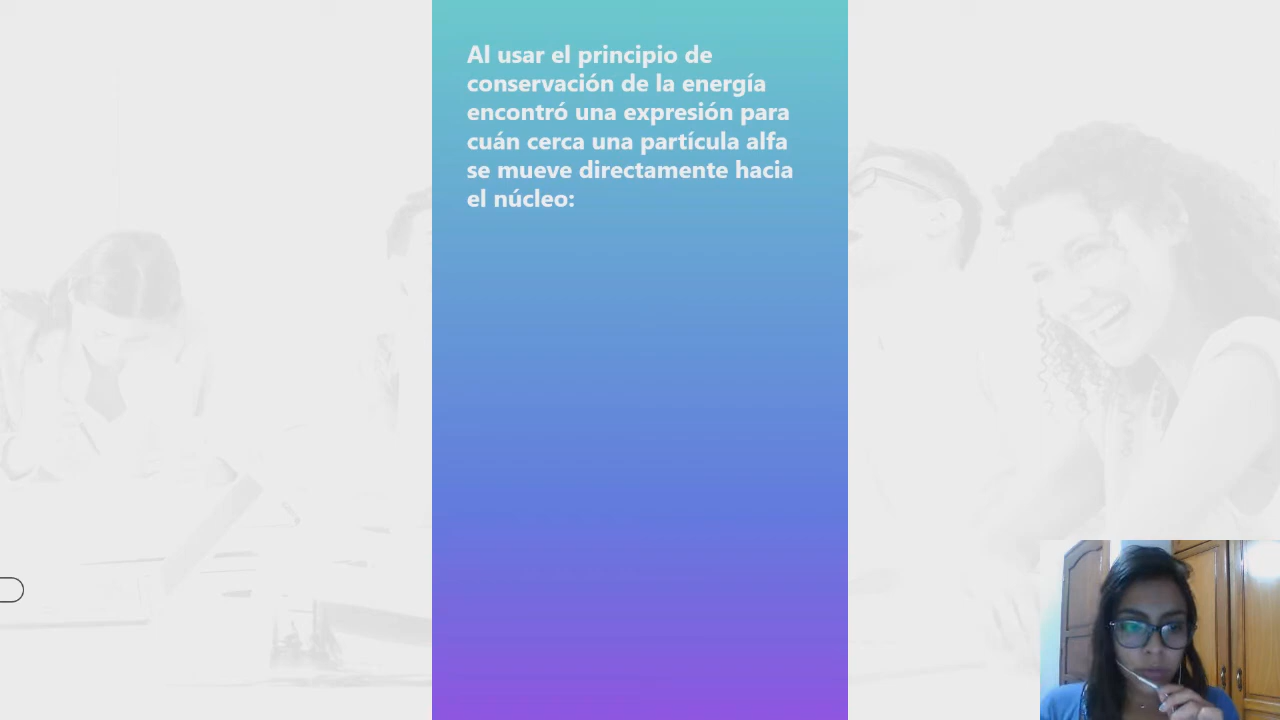 Al usar el principio de
conservación de la energía
encontró una expresión para
cuán cerca una partícula alfa
se mueve directamente hacia
el núcleo: